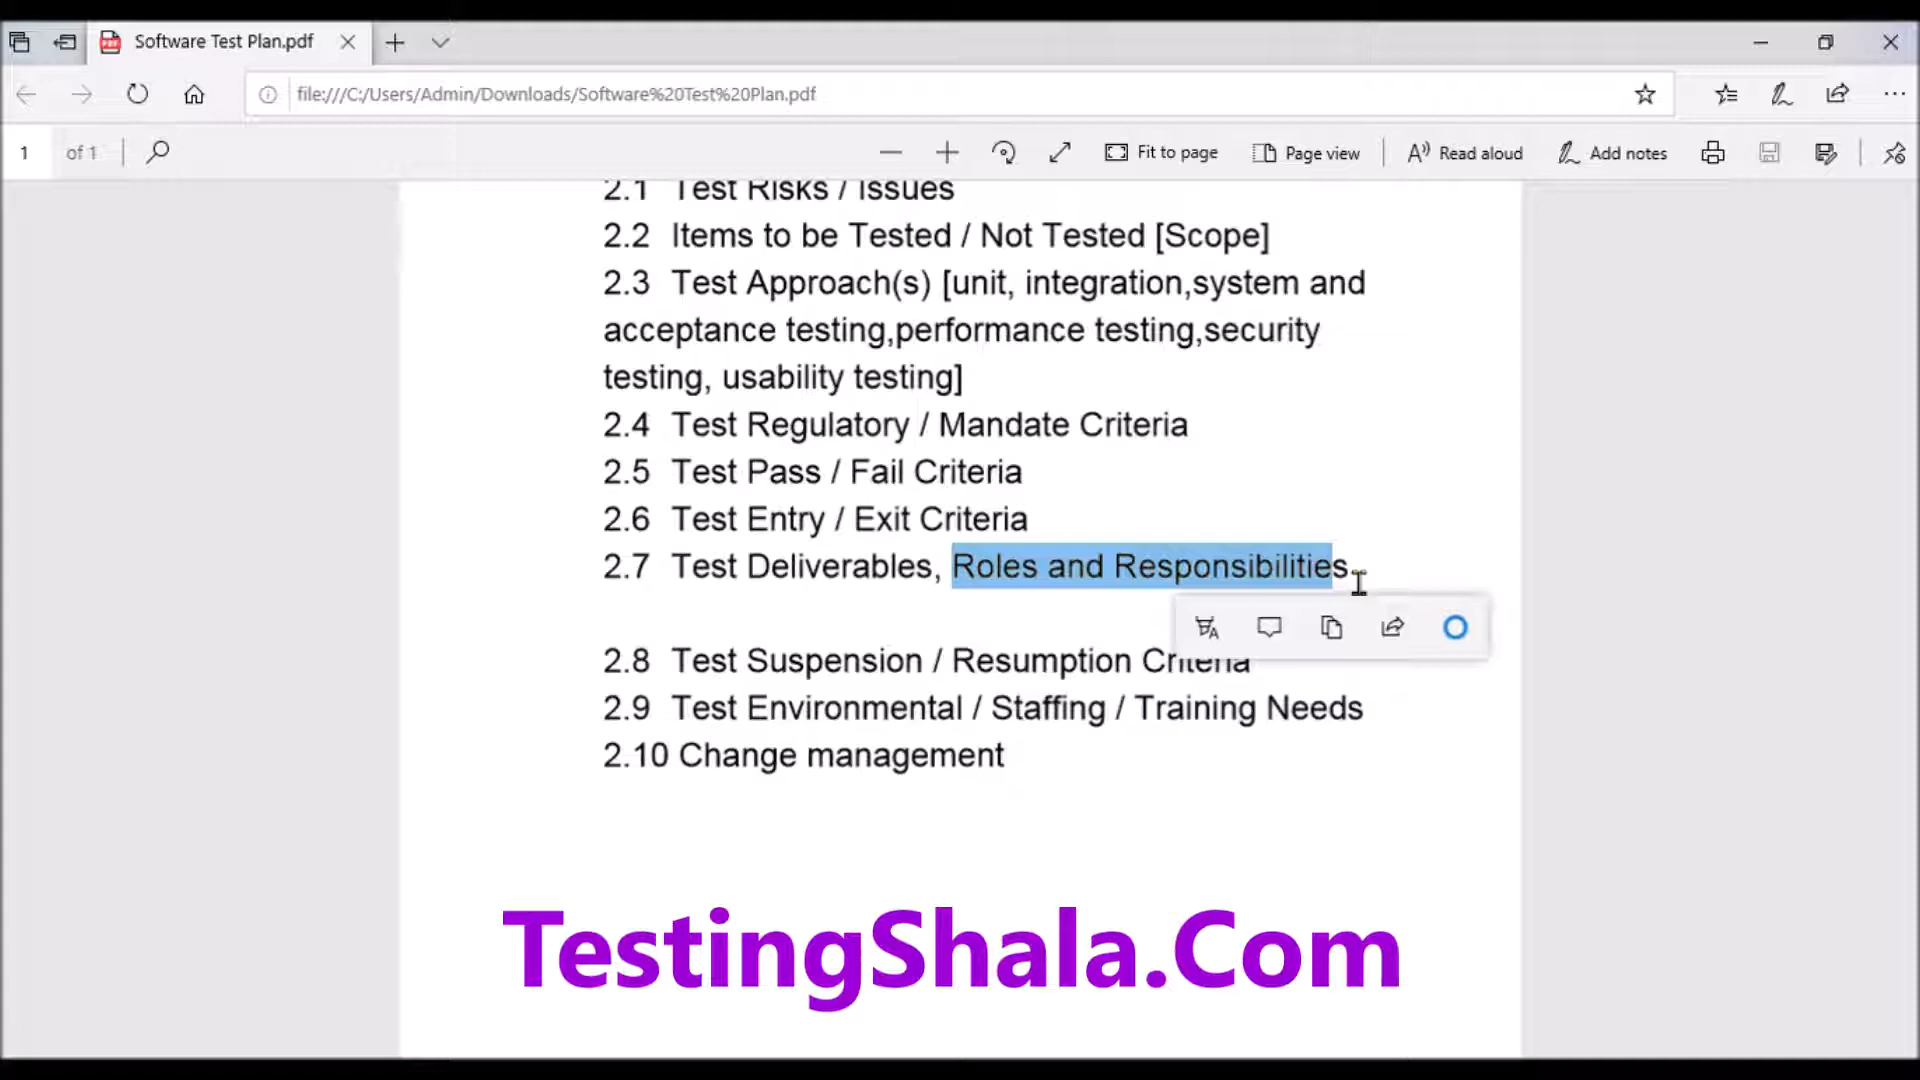 Software Test Plan.pdf
file:///C:/Users/Admin/Downloads/Software%20Test%20Plan.pdf
1 of 1 Fit to page Page view Read aloud Add notes
2.1 Test Risks / Issues
2.2 Items to be Tested / Not Tested [Scope]
2.3 Test Approach(s) [unit, integration,system and
acceptance testing,performance testing,security
testing, usability testing]
2.4 Test Regulatory / Mandate Criteria
2.5 Test Pass / Fail Criteria
2.6 Test Entry / Exit Criteria
2.7 Test Deliverables, Roles and Responsibilities
2.8 Test Suspension / Resumption Criteria
2.9 Test Environmental / Staffing / Training Needs
2.10 Change management
TestingShala.Com